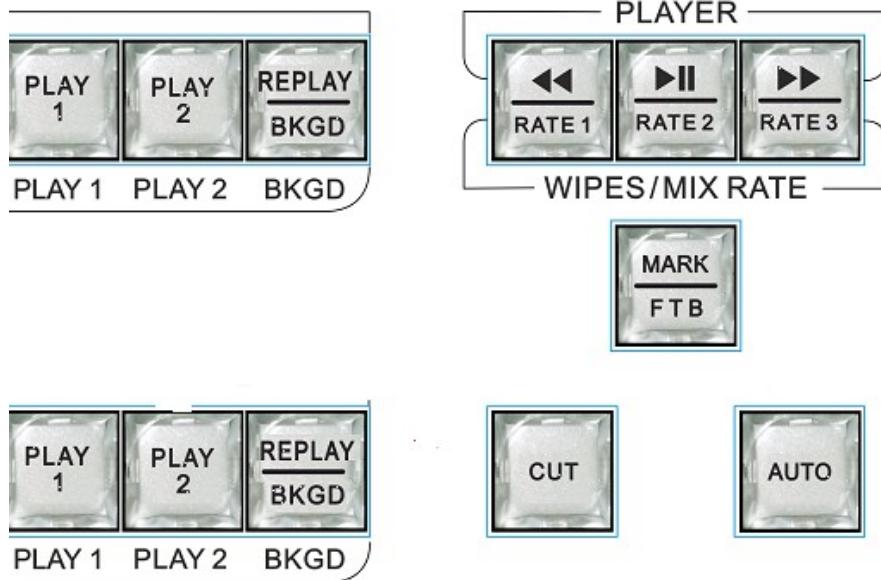 PLAYER
PLAY 1
PLAY 2
REPLAY
BKGD
RATE 1
RATE 2
RATE 3
PLAY 1 PLAY 2 BKGD
WIPES/MIX RATE
MARK
FTB
PLAY 1
PLAY 2
REPLAY
BKGD
CUT
AUTO
PLAY 1 PLAY 2 BKGD